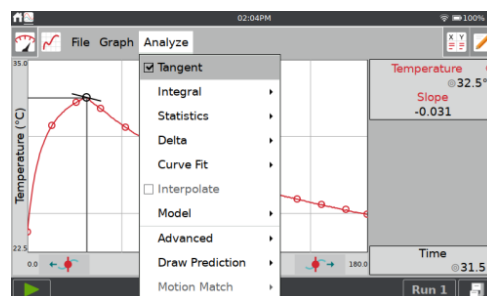 02:04PM 100%
File Graph Analyze X Y
35.0
Tangent
Integral
Statistics
Delta
Curve Fit
Interpolate
Model
Advanced
Draw Prediction
Motion Match
Temperature (°C)
22.5
0.0 180.0
Temperature
32.5°
Slope
-0.031
Time
31.5
Run 1